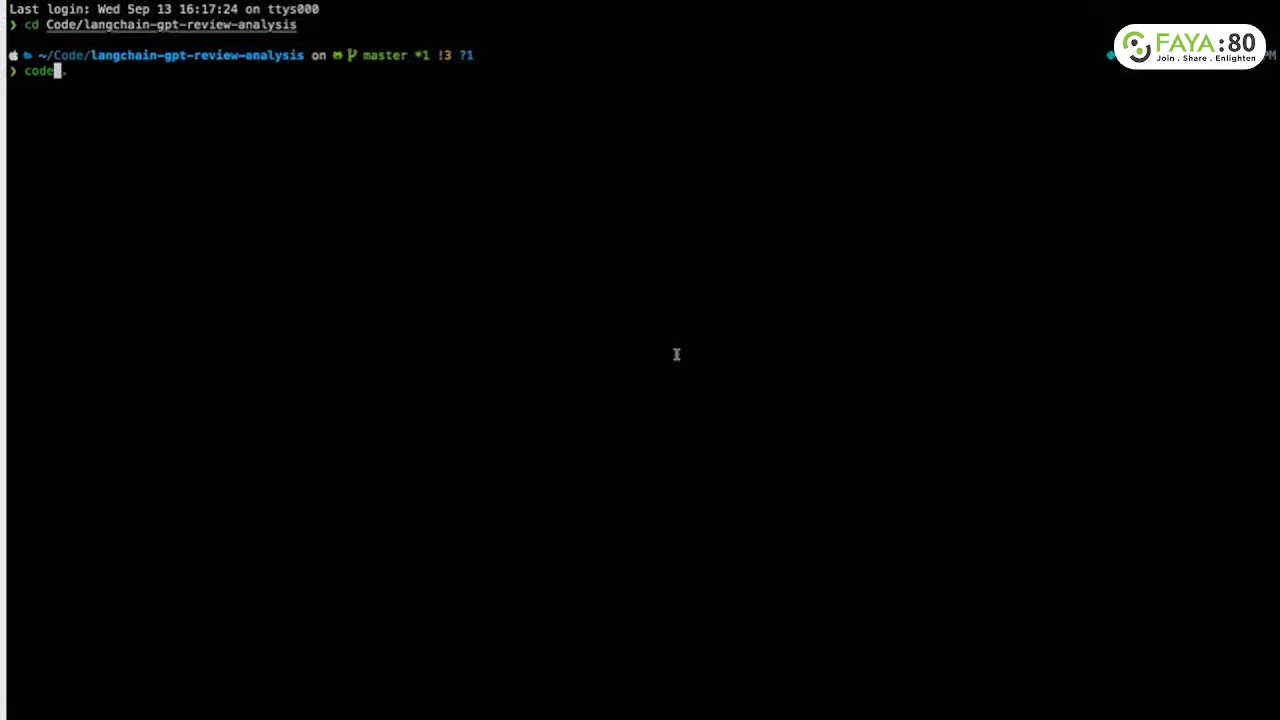 Last login: Wed Sep 13 16:17:24 on ttys000
❯ cd Code/langchain-gpt-review-analysis
~/Code/langchain-gpt-review-analysis on master *1 !3 ?1
❯ code .
FAYA:80
Join . Share . Enlighten